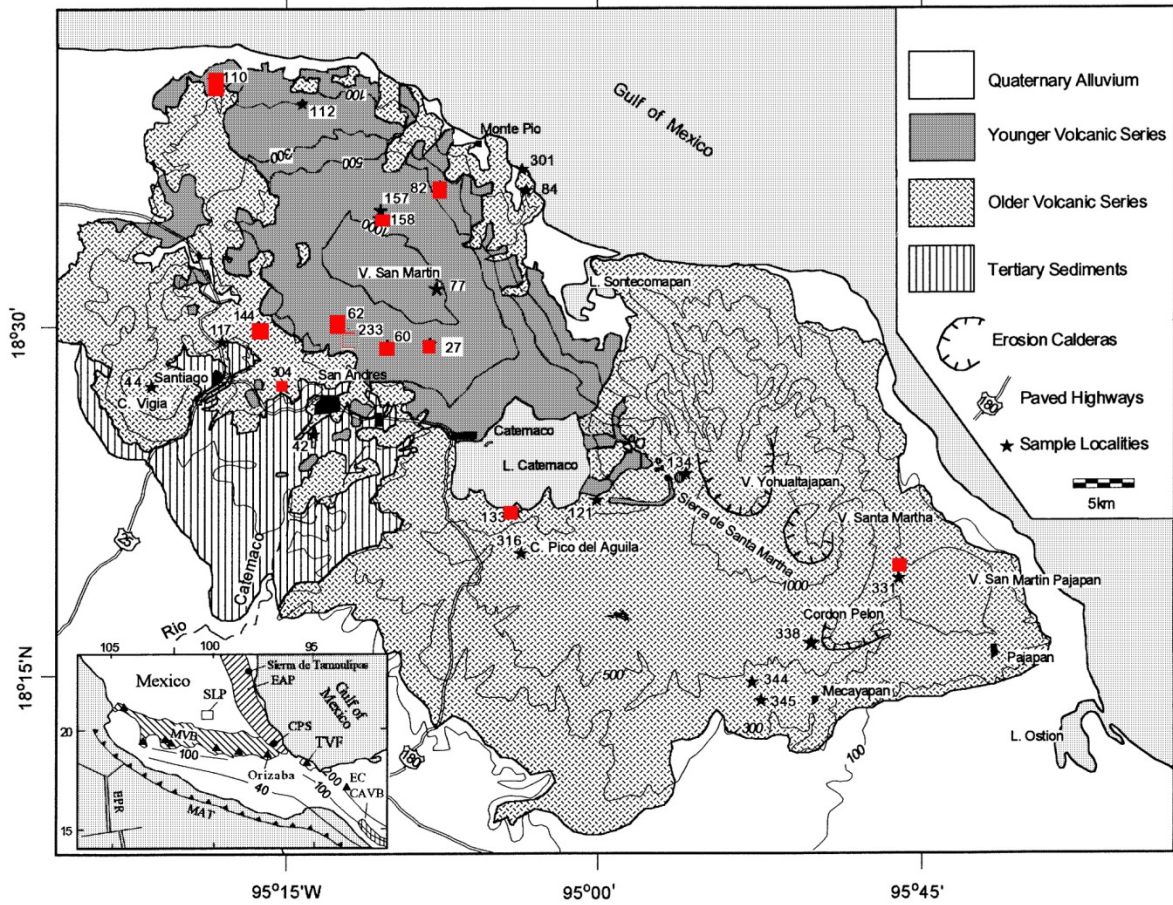 110
112
100
300
500
Monte Pio
301
84
82
157
158
1000
V. San Martin
77
Gulf of Mexico
L. Sontecomapan
62
233
60
27
144
117
44
Santiago
C. Vigia
304
San Andres
42
Catemaco
L. Catemaco
134
V. Yohualtajapan
133
121
Sierra de Santa Martha
316
C. Pico del Aguila
1000
V. Santa Martha
331
V. San Martin Pajapan
Cordon Pelon
338
Pajapan
344
345
Mecayapan
500
300
100
L. Ostion
180
Rio
Catemaco
Quaternary Alluvium
Younger Volcanic Series
Older Volcanic Series
Tertiary Sediments
Erosion Calderas
190
Paved Highways
Sample Localities
5km
105
100
95
Mexico
Sierra de Tamaulipas
EAP
SLP
Gulf of
Mexico
CPS
TVF
MVB
100
200
20
Orizaba
100
40
EC
CAVB
EPR
MAT
15
18°30'
18°15'N
95°15'W
95°00'
95°45'